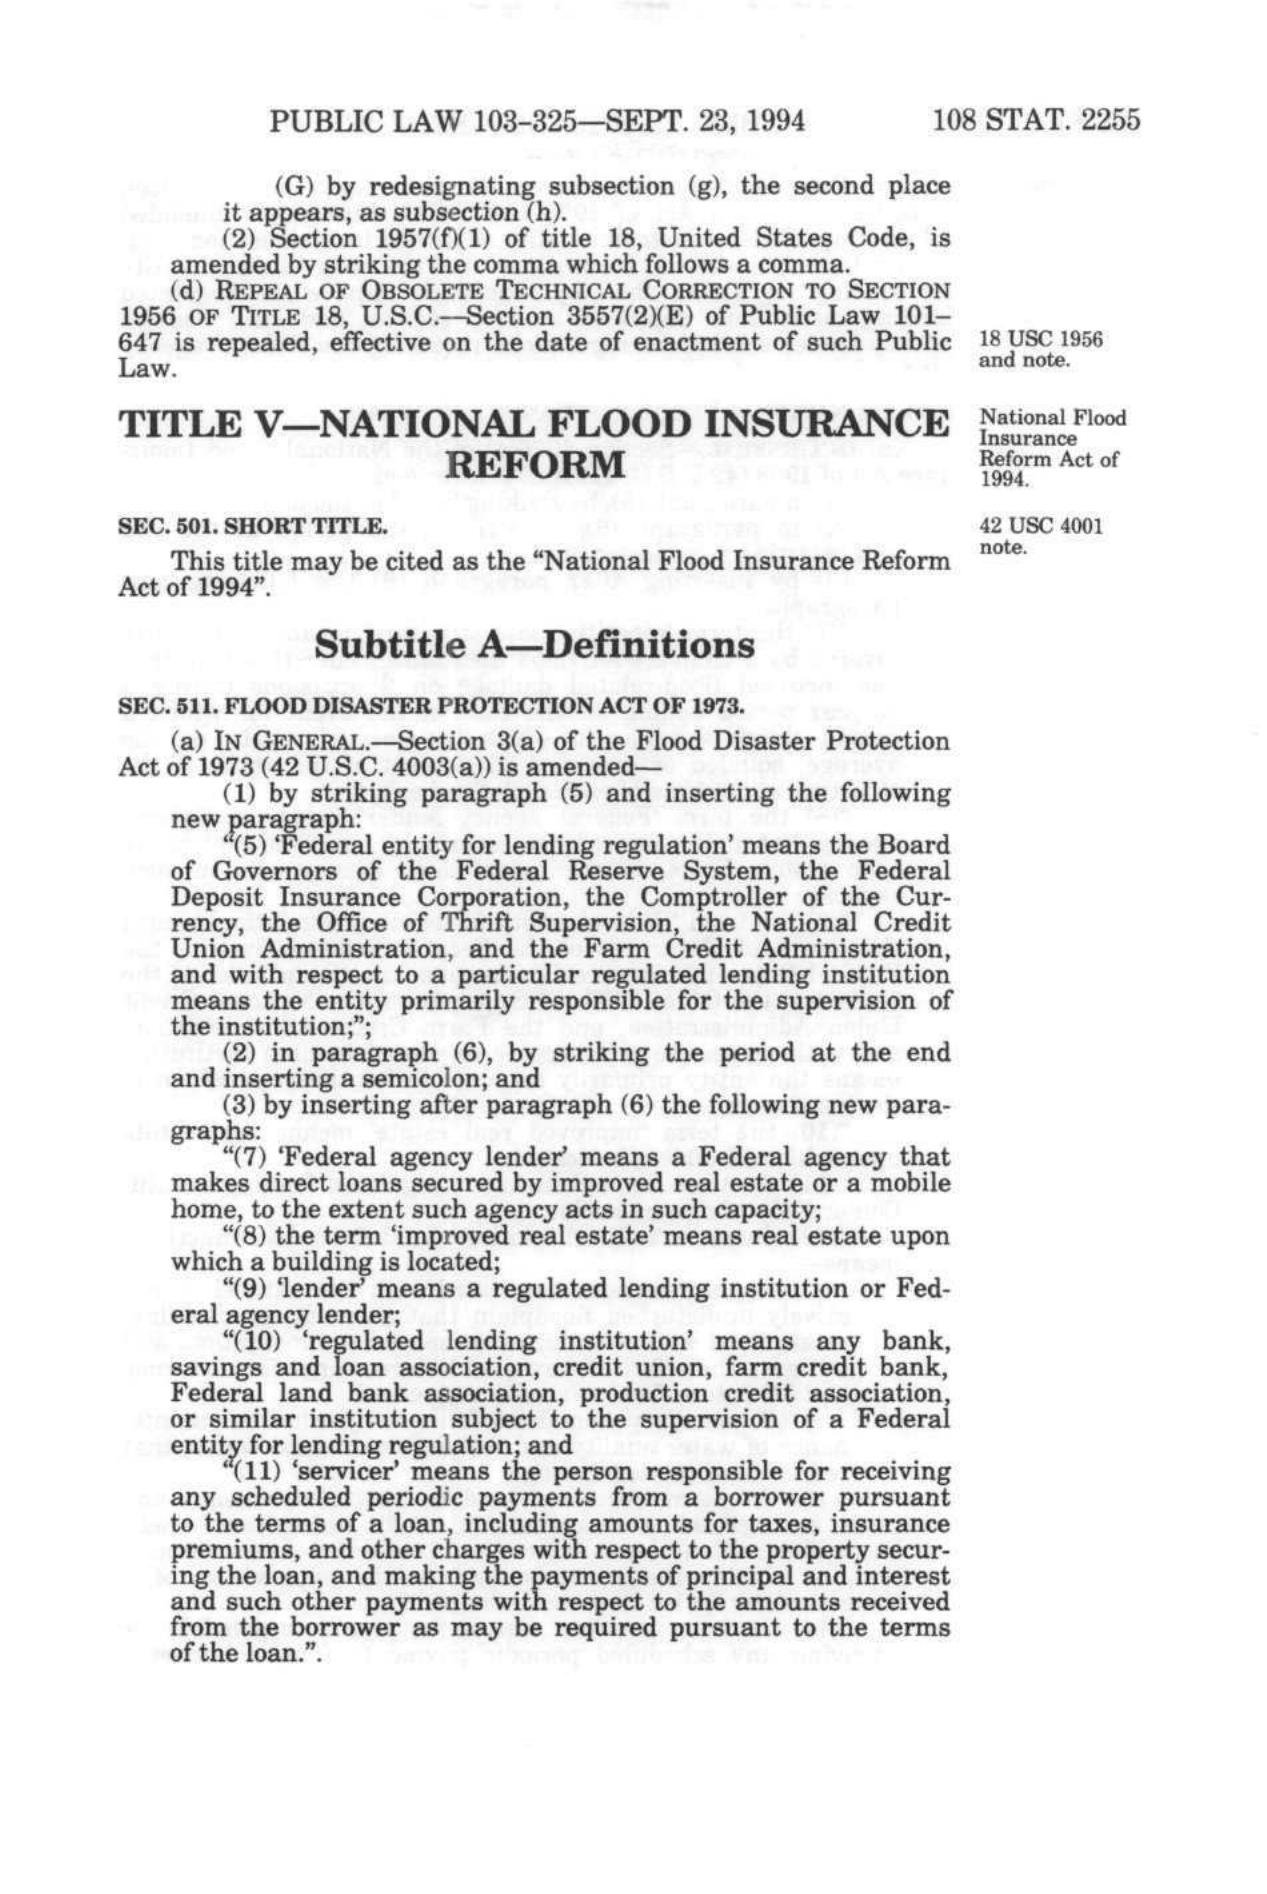 PUBLIC LAW 103–325—SEPT. 23, 1994 108 STAT. 2255
(G) by redesignating subsection (g), the second place
it appears, as subsection (h).
(2) Section 1957(f)(1) of title 18, United States Code, is
amended by striking the comma which follows a comma.
(d) REPEAL OF OBSOLETE TECHNICAL CORRECTION TO SECTION
1956 OF TITLE 18, U.S.C.—Section 3557(2)(E) of Public Law 101–
647 is repealed, effective on the date of enactment of such Public
Law.
18 USC 1956
and note.
TITLE V—NATIONAL FLOOD INSURANCE
REFORM
National Flood
Insurance
Reform Act of
1994.
SEC. 501. SHORT TITLE.
42 USC 4001
note.
This title may be cited as the “National Flood Insurance Reform
Act of 1994”.
Subtitle A—Definitions
SEC. 511. FLOOD DISASTER PROTECTION ACT OF 1973.
(a) IN GENERAL.—Section 3(a) of the Flood Disaster Protection
Act of 1973 (42 U.S.C. 4003(a)) is amended—
(1) by striking paragraph (5) and inserting the following
new paragraph:
“(5) ‘Federal entity for lending regulation’ means the Board
of Governors of the Federal Reserve System, the Federal
Deposit Insurance Corporation, the Comptroller of the Cur-
rency, the Office of Thrift Supervision, the National Credit
Union Administration, and the Farm Credit Administration,
and with respect to a particular regulated lending institution
means the entity primarily responsible for the supervision of
the institution;”;
(2) in paragraph (6), by striking the period at the end
and inserting a semicolon; and
(3) by inserting after paragraph (6) the following new para-
graphs:
“(7) ‘Federal agency lender’ means a Federal agency that
makes direct loans secured by improved real estate or a mobile
home, to the extent such agency acts in such capacity;
“(8) the term ‘improved real estate’ means real estate upon
which a building is located;
“(9) ‘lender’ means a regulated lending institution or Fed-
eral agency lender;
“(10) ‘regulated lending institution’ means any bank,
savings and loan association, credit union, farm credit bank,
Federal land bank association, production credit association,
or similar institution subject to the supervision of a Federal
entity for lending regulation; and
“(11) ‘servicer’ means the person responsible for receiving
any scheduled periodic payments from a borrower pursuant
to the terms of a loan, including amounts for taxes, insurance
premiums, and other charges with respect to the property secur-
ing the loan, and making the payments of principal and interest
and such other payments with respect to the amounts received
from the borrower as may be required pursuant to the terms
of the loan.”.